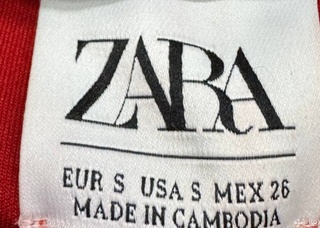 ZARA
EUR S USA S MEX 26
MADE IN CAMBODIA